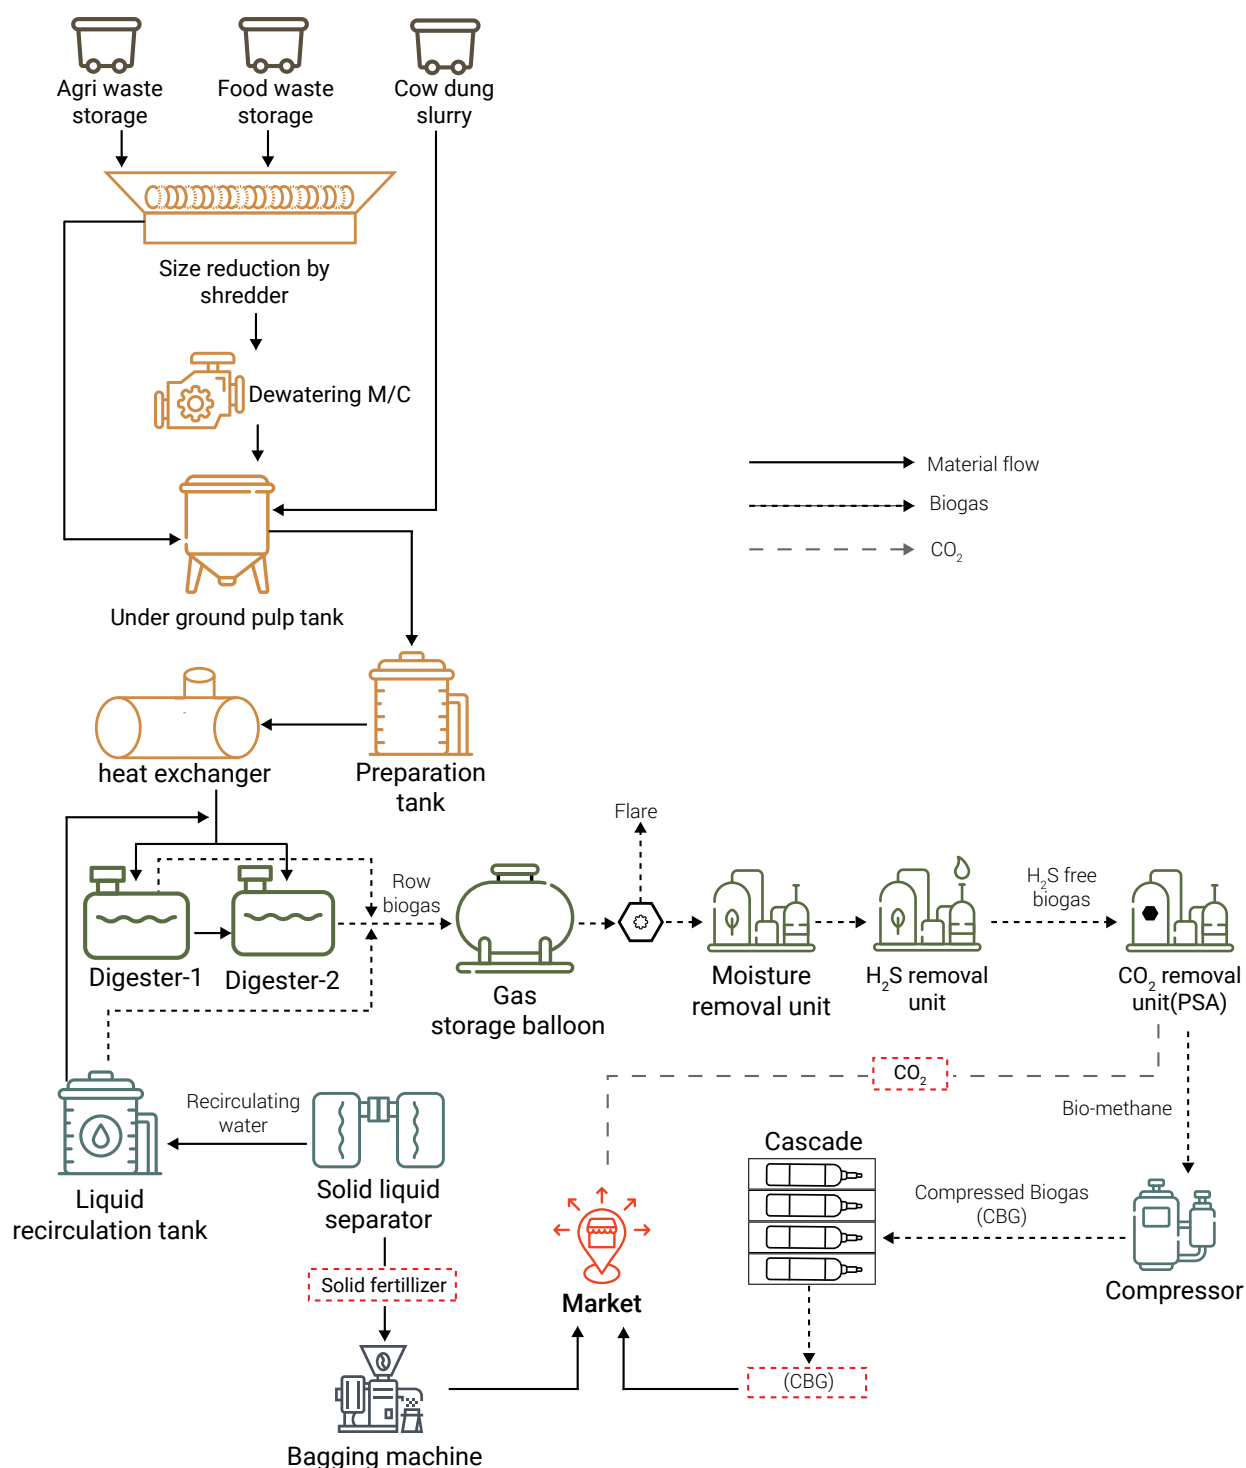 Agri waste
storage
Food waste
storage
Cow dung
slurry
Size reduction by
shredder
Dewatering M/C
Material flow
Biogas
CO₂
Under ground pulp tank
heat exchanger
Preparation
tank
Flare
Row
biogas
H₂S free
biogas
Digester-1
Digester-2
Gas
storage balloon
Moisture
removal unit
H₂S removal
unit
CO₂ removal
unit(PSA)
CO₂
Bio-methane
Recirculating
water
Cascade
Compressed Biogas
(CBG)
Liquid
recirculation tank
Solid liquid
separator
Compressor
Solid fertillizer
Market
(CBG)
Bagging machine